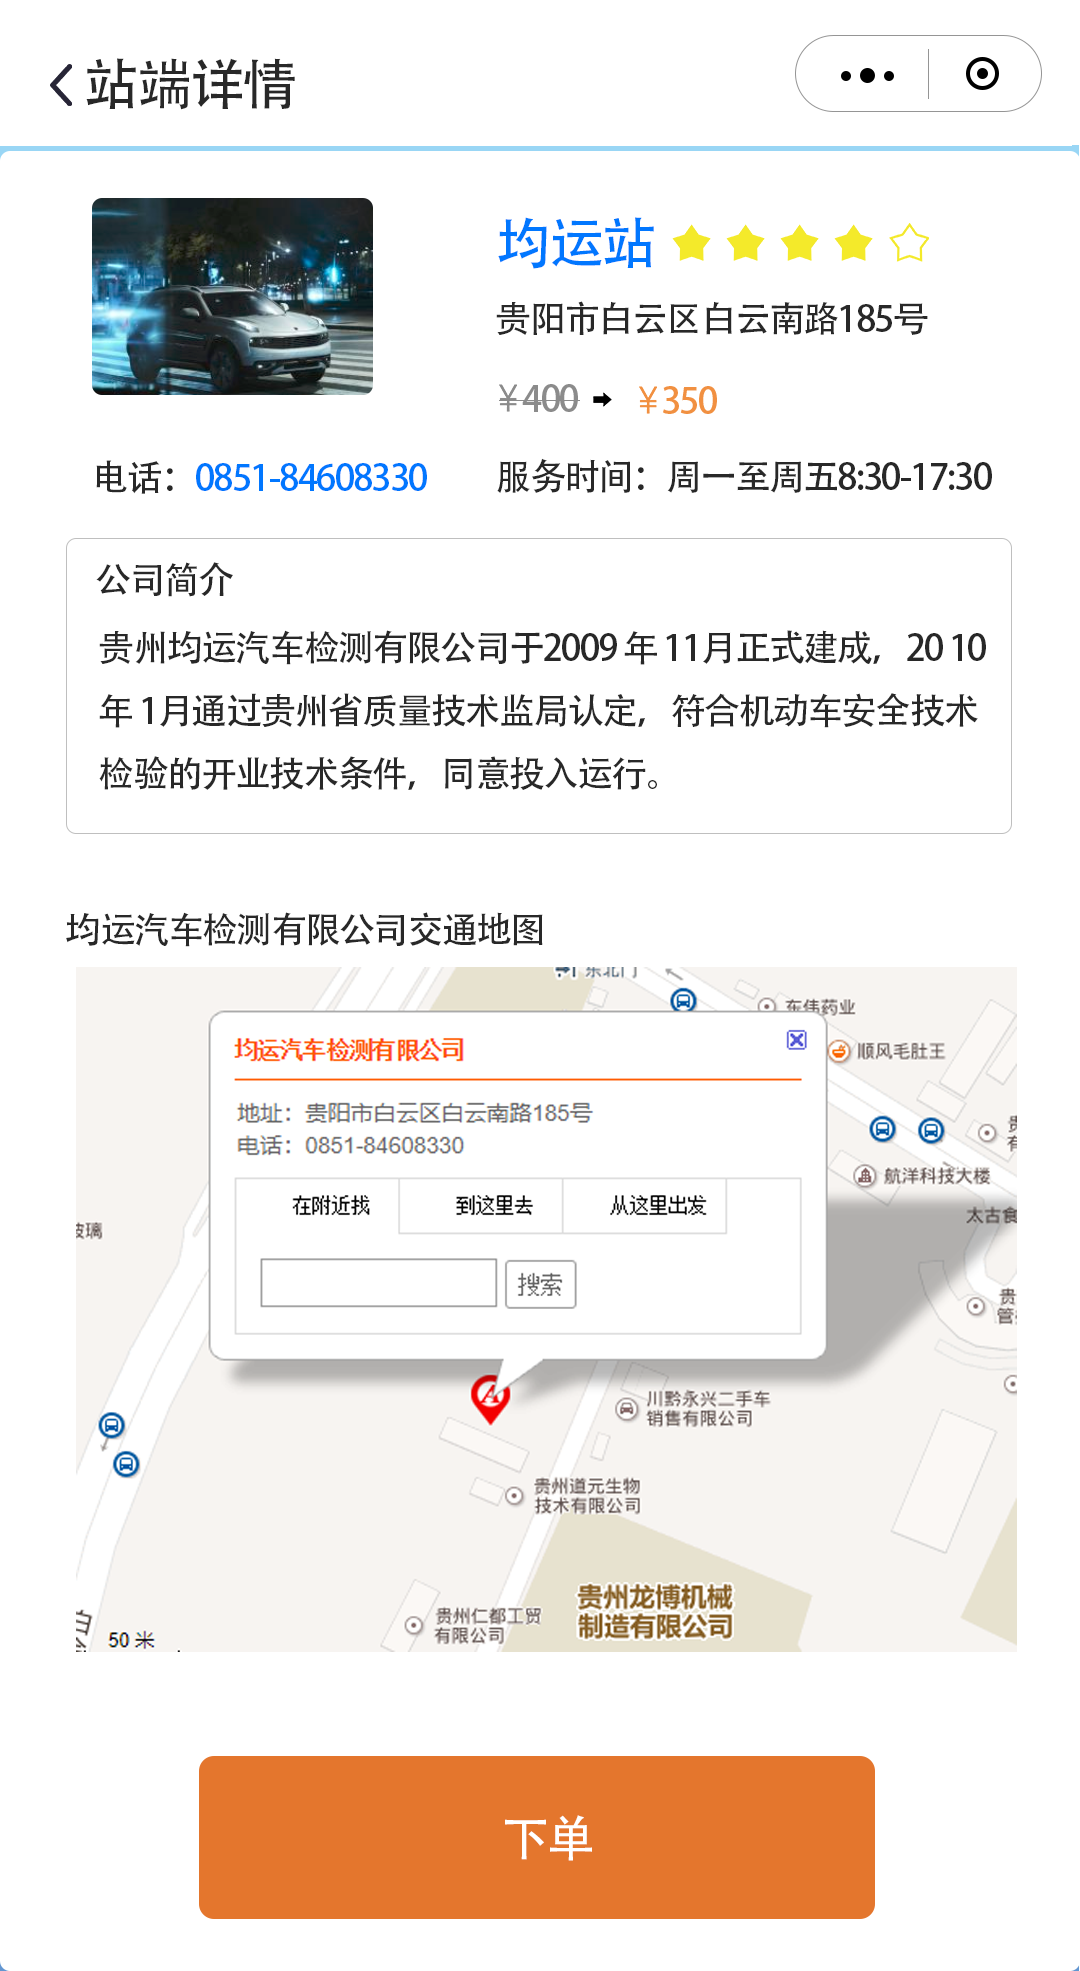 站端详情
均运站
贵阳市白云区白云南路185号
¥400 ➡ ¥350
电话：0851-84608330
服务时间：周一至周五8:30-17:30
公司简介
贵州均运汽车检测有限公司于2009 年 11月正式建成，20 10
年 1月通过贵州省质量技术监局认定，符合机动车安全技术
检验的开业技术条件，同意投入运行。
均运汽车检测有限公司交通地图
东北门
东伟药业
均运汽车检测有限公司
顺风毛肚王
地址：贵阳市白云区白云南路185号
电话：0851-84608330
航洋科技大楼
在附近找
到这里去
从这里出发
太古食
玻璃
搜索
贵
管
川黔永兴二手车
销售有限公司
贵州道元生物
技术有限公司
贵州龙博机械
制造有限公司
贵州仁都工贸
有限公司
50 米
下单